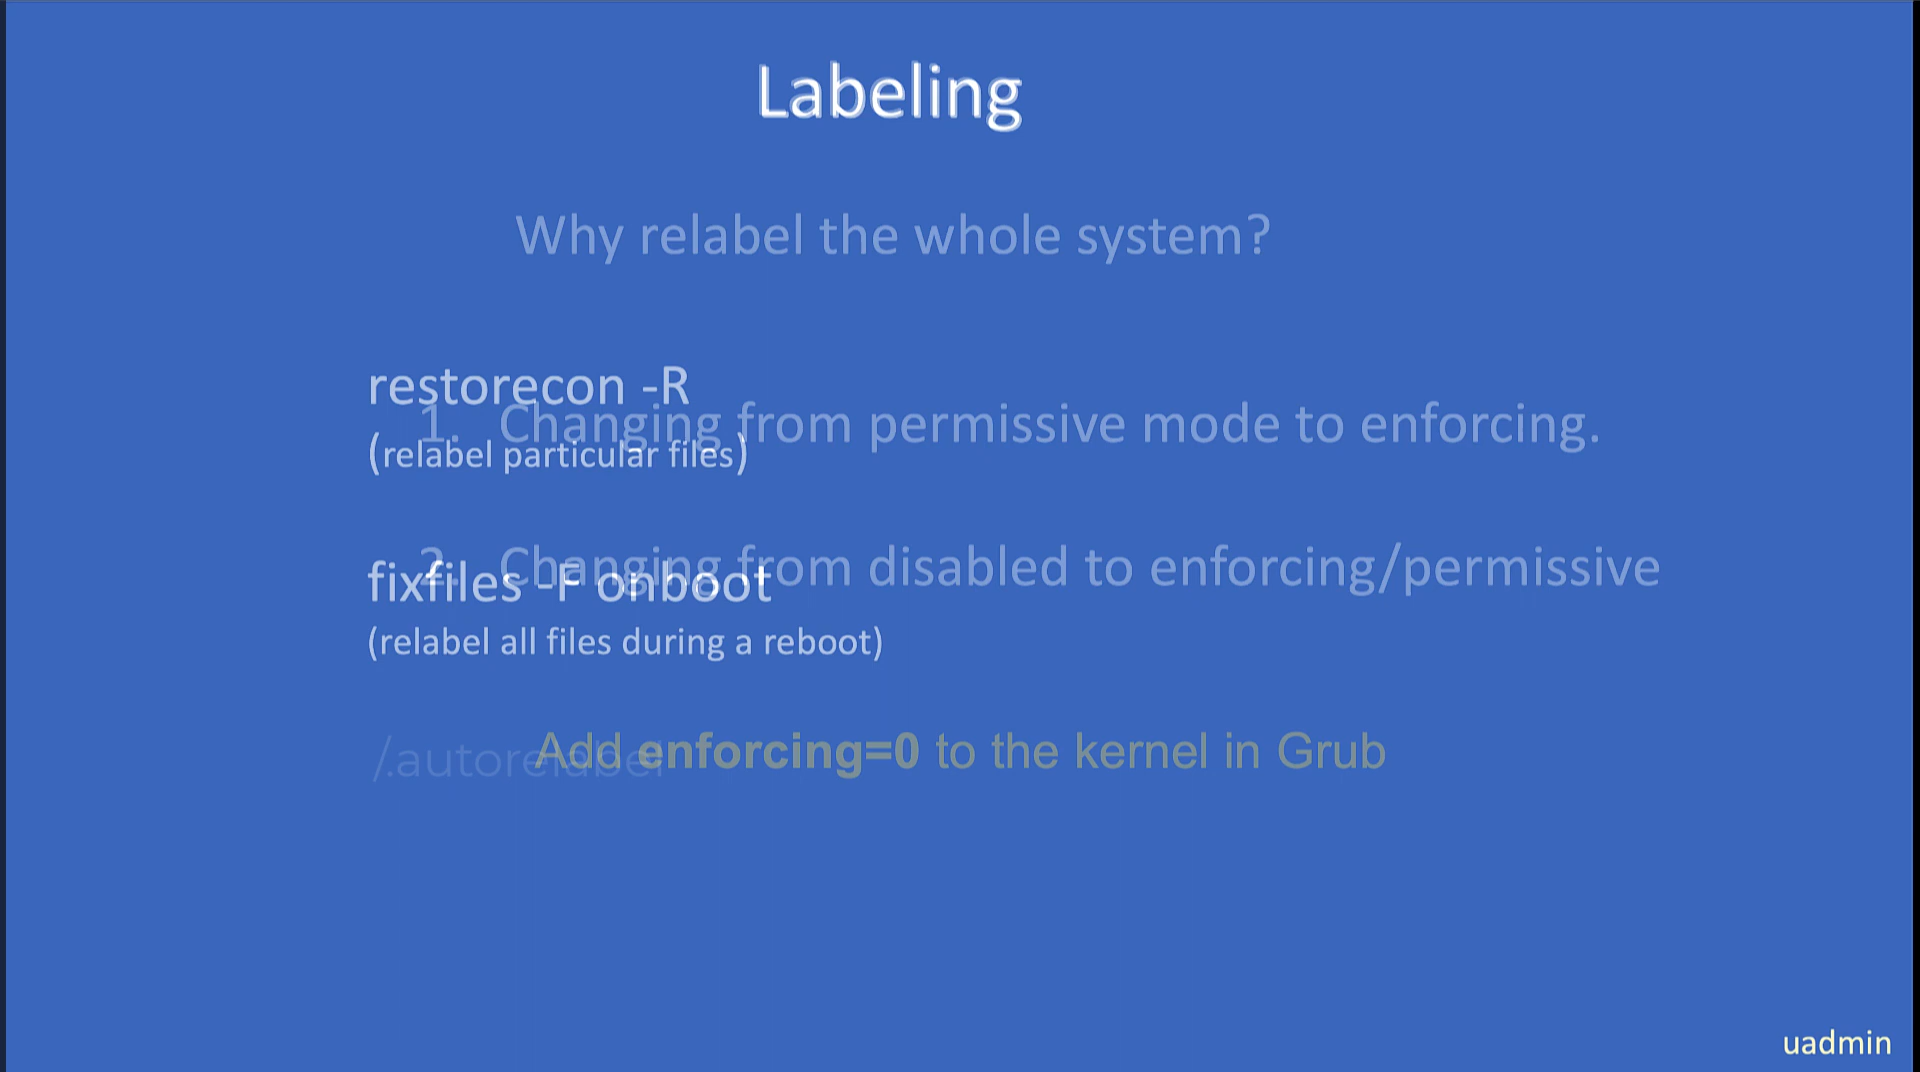 Labeling
Why relabel the whole system?
restorecon -R
1. Changing from permissive mode to enforcing.
(relabel particular files)
2. Changing from disabled to enforcing/permissive
fixfiles -F onboot
(relabel all files during a reboot)
Add enforcing=0 to the kernel in Grub
/.autorelabel
uadmin